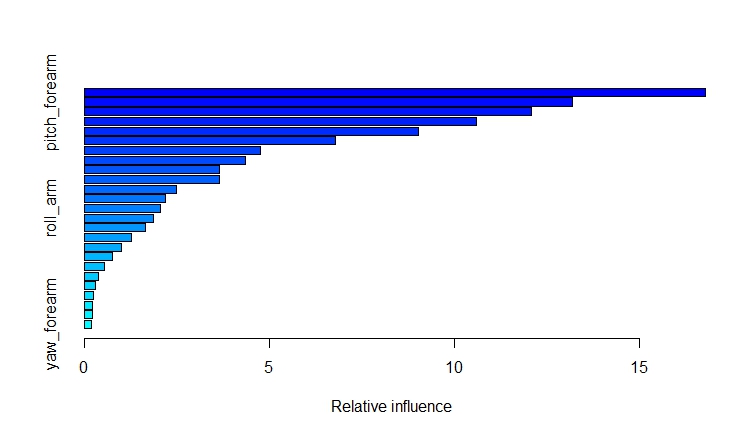 pitch_forearm
roll_arm
yaw_forearm
0 5 10 15
Relative influence